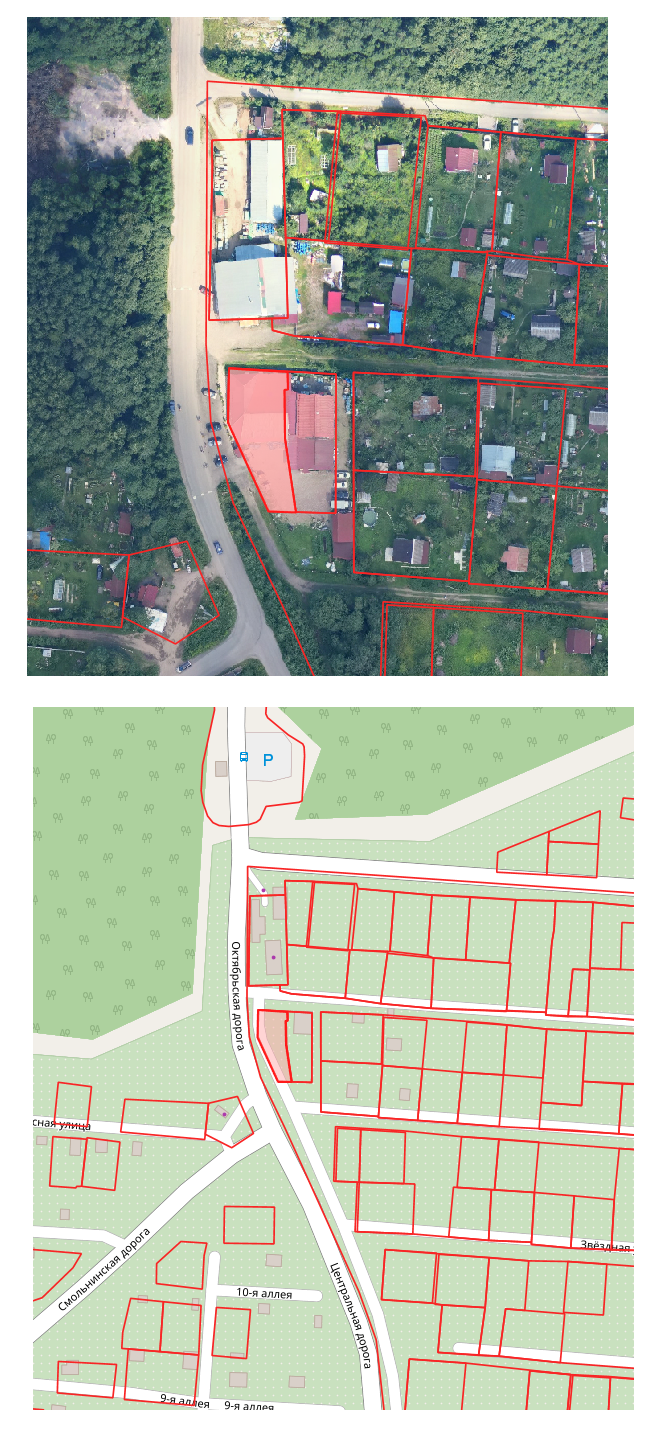 P
Октябрьская дорога
сная улица
Смольнинская дорога
Звёздная
10-я аллея
Центральная дорога
9-я аллея
9-я аллея